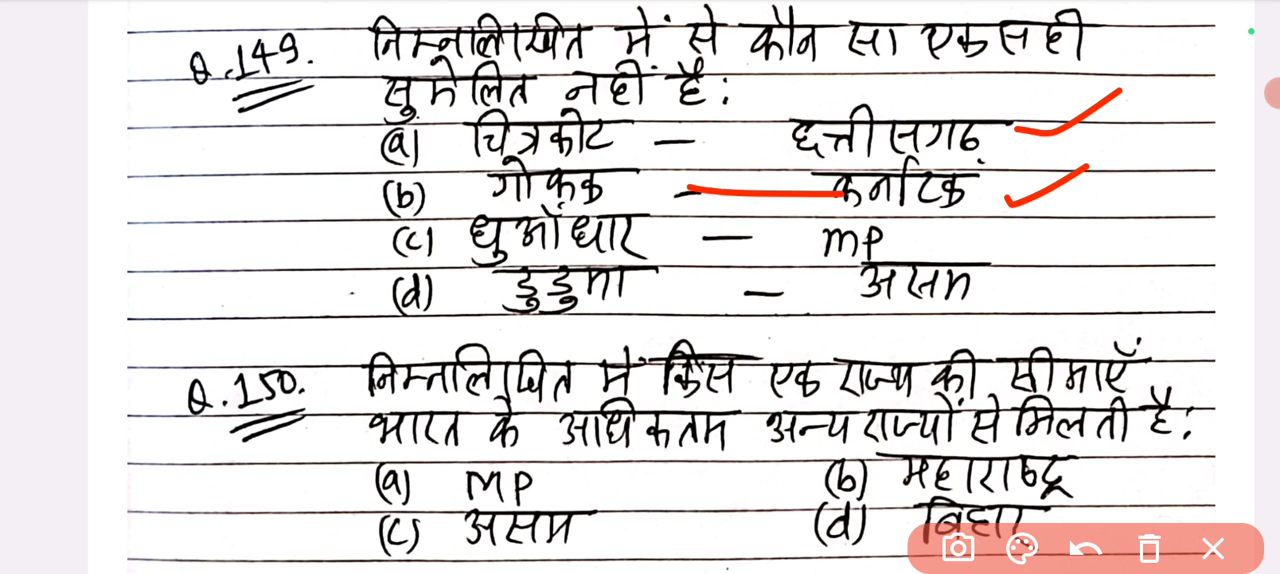 Q.149. निम्नलिखित में से कौन सा एक सही
सुमेलित नहीं है:
(a) चित्रकोट - छत्तीसगढ़
(b) गोकक - कर्नाटक
(c) धुआँधार - MP
(d) डुडुमा - असम
Q.150. निम्नलिखित में किस एक राज्य की सीमाएँ
भारत के अधिकतम अन्य राज्यों से मिलती है:
(a) MP (b) महाराष्ट्र
(c) असम (d) बिहार